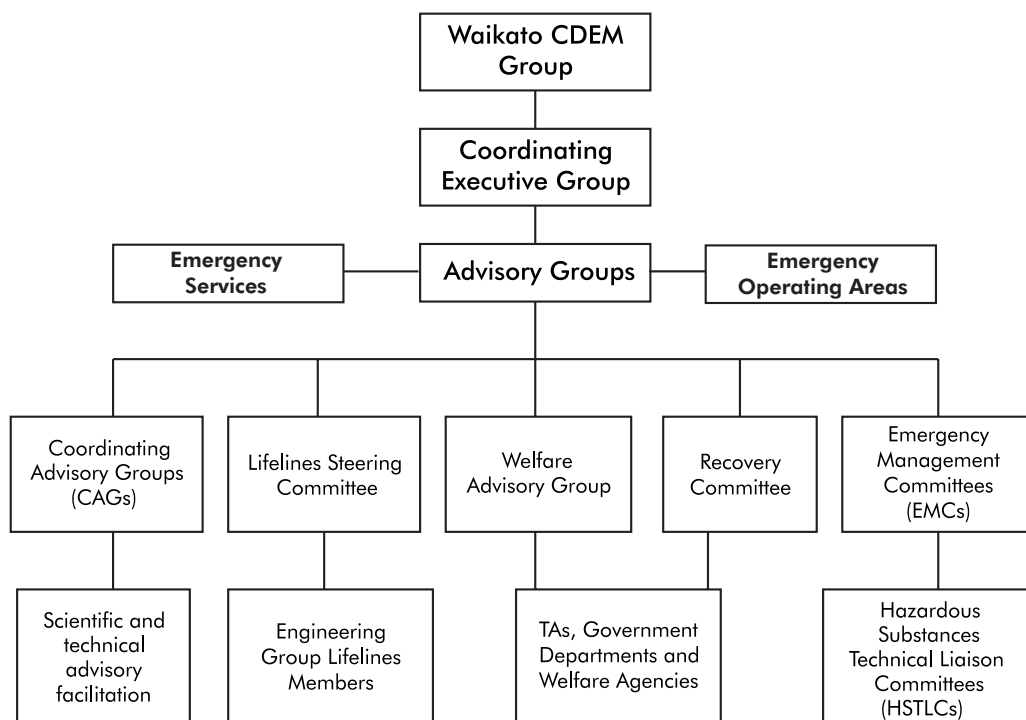 Waikato CDEM
Group
Coordinating
Executive Group
Emergency
Services
Advisory Groups
Emergency
Operating Areas
Coordinating
Advisory Groups
(CAGs)
Lifelines Steering
Committee
Welfare
Advisory Group
Recovery
Committee
Emergency
Management
Committees
(EMCs)
Scientific and
technical
advisory
facilitation
Engineering
Group Lifelines
Members
TAs, Government
Departments and
Welfare Agencies
Hazardous
Substances
Technical Liaison
Committees
(HSTLCs)